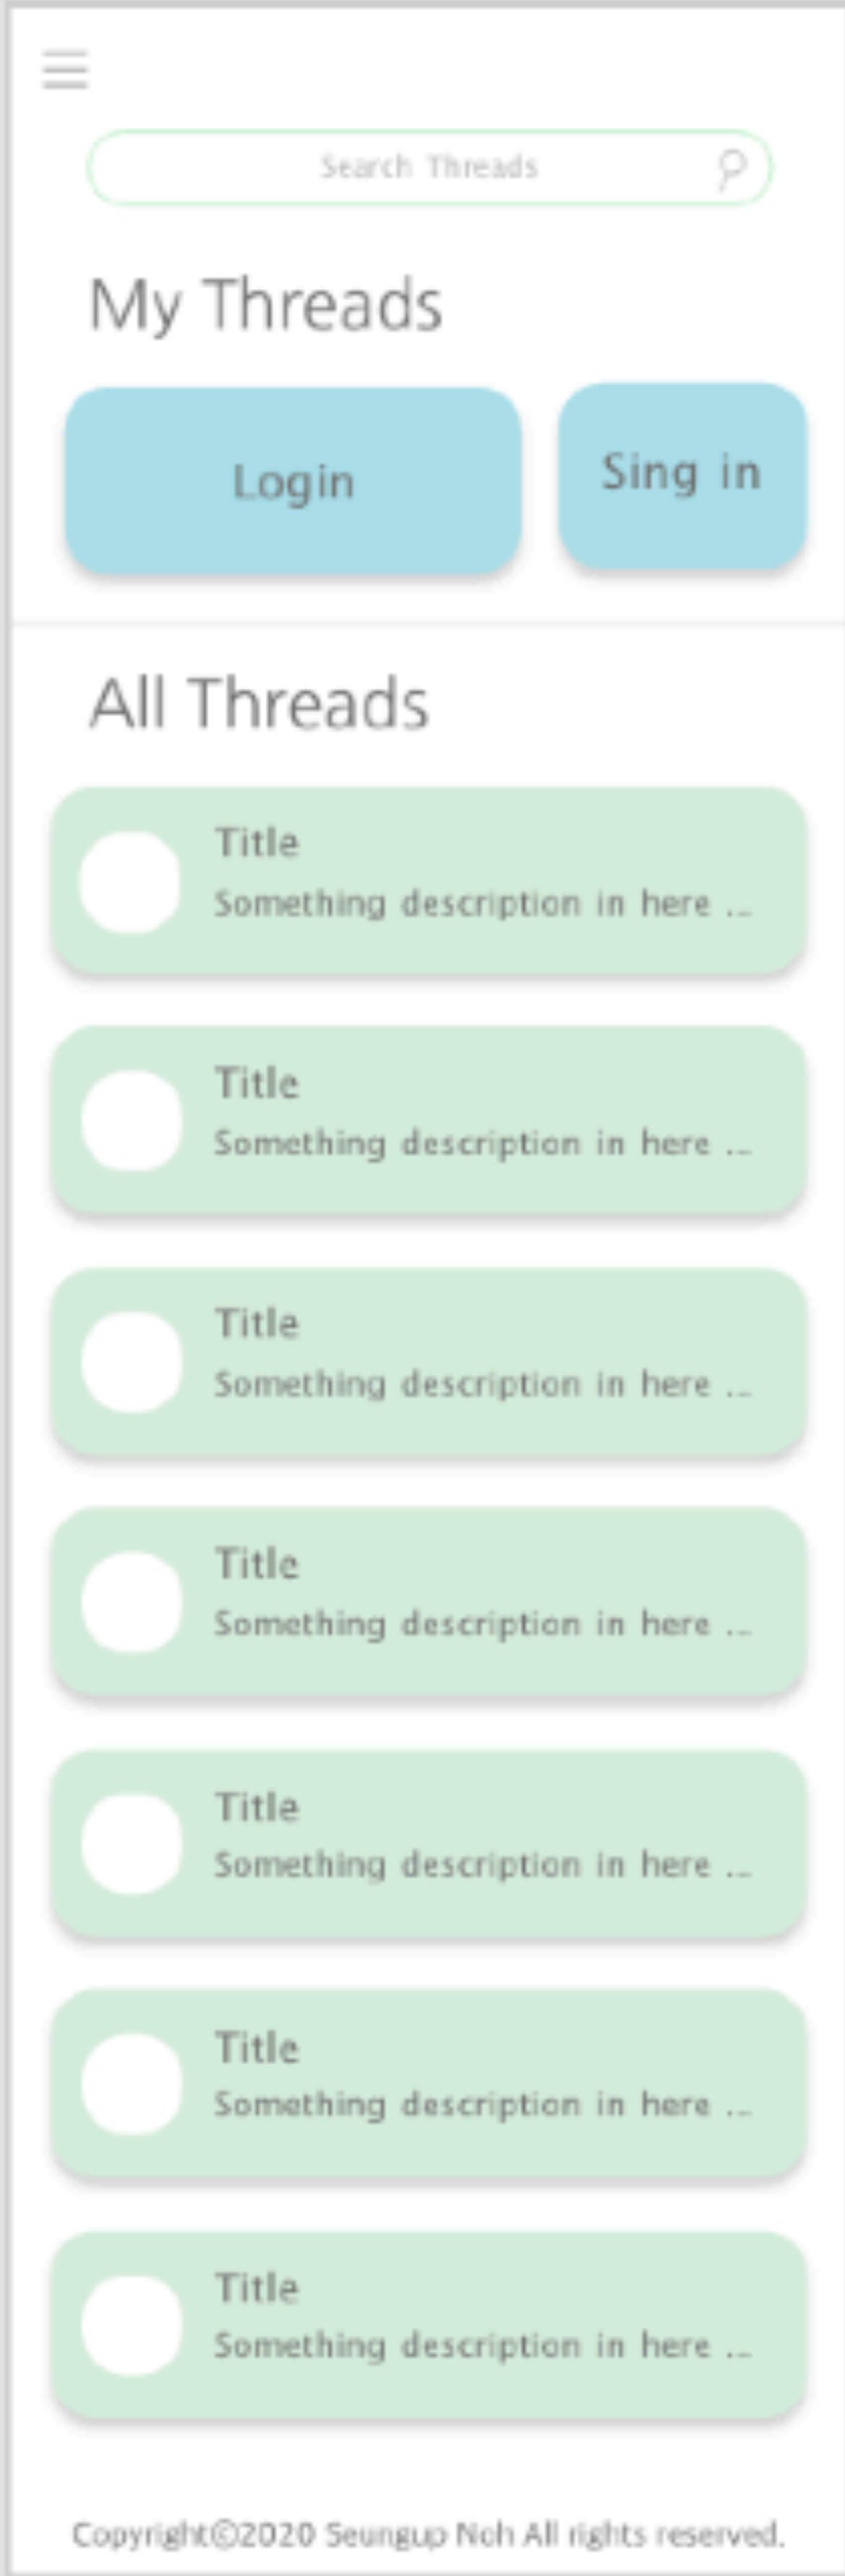 Search Threads
My Threads
Login
Sing in
All Threads
Title
Something description in here ...
Title
Something description in here ...
Title
Something description in here ...
Title
Something description in here ...
Title
Something description in here ...
Title
Something description in here ...
Title
Something description in here ...
Copyright©2020 Seungup Noh All rights reserved.